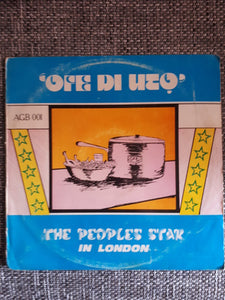 'OFE DI UTỌ'
AGB 001
THE PEOPLES STAR
IN LONDON